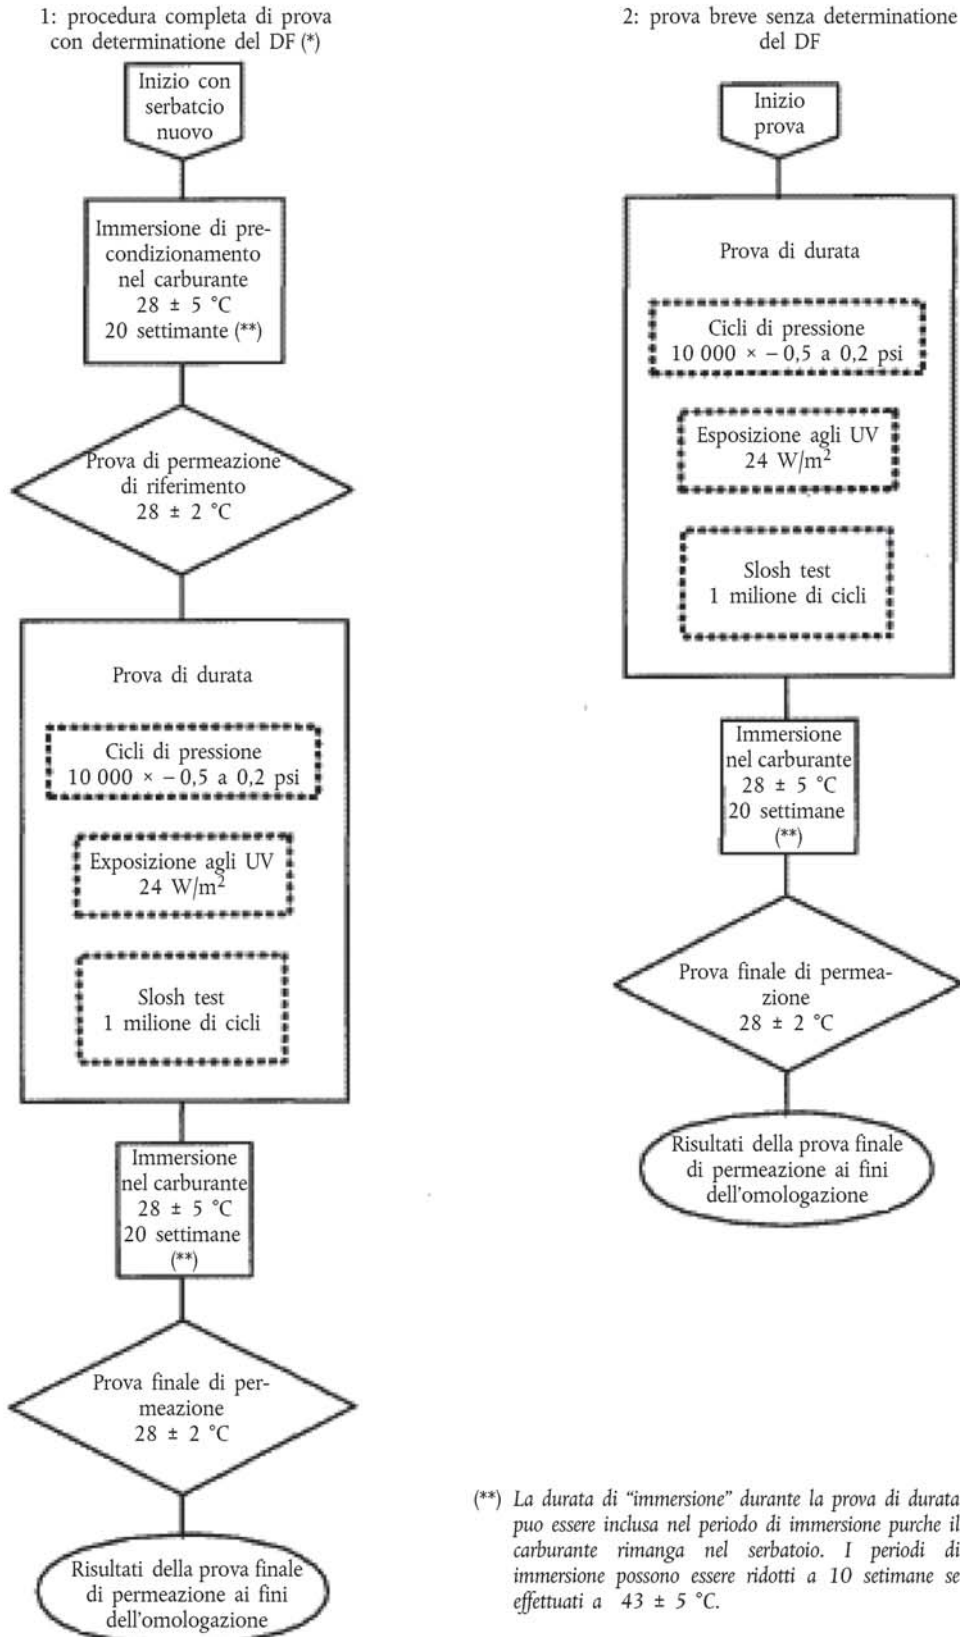 1: procedura completa di prova
con determinatione del DF (*)
Inizio con
serbatcio
nuovo
Immersione di pre-
condizionamento
nel carburante
28 ± 5 °C
20 settimante (**)
Prova di permeazione
di riferimento
28 ± 2 °C
Prova di durata
Cicli di pressione
10 000 × – 0,5 a 0,2 psi
Exposizione agli UV
24 W/m²
Slosh test
1 milione di cicli
Immersione
nel carburante
28 ± 5 °C
20 settimane
(**)
Prova finale di per-
meazione
28 ± 2 °C
Risultati della prova finale
di permeazione ai fini
dell'omologazione
2: prova breve senza determinatione
del DF
Inizio
prova
Prova di durata
Cicli di pressione
10 000 × – 0,5 a 0,2 psi
Esposizione agli UV
24 W/m²
Slosh test
1 milione di cicli
Immersione
nel carburante
28 ± 5 °C
20 settimane
(**)
Prova finale di permea-
zione
28 ± 2 °C
Risultati della prova finale
di permeazione ai fini
dell'omologazione
(**) La durata di “immersione” durante la prova di durata
puo essere inclusa nel periodo di immersione purche il
carburante rimanga nel serbatoio. I periodi di
immersione possono essere ridotti a 10 setimane se
effettuati a 43 ± 5 °C.